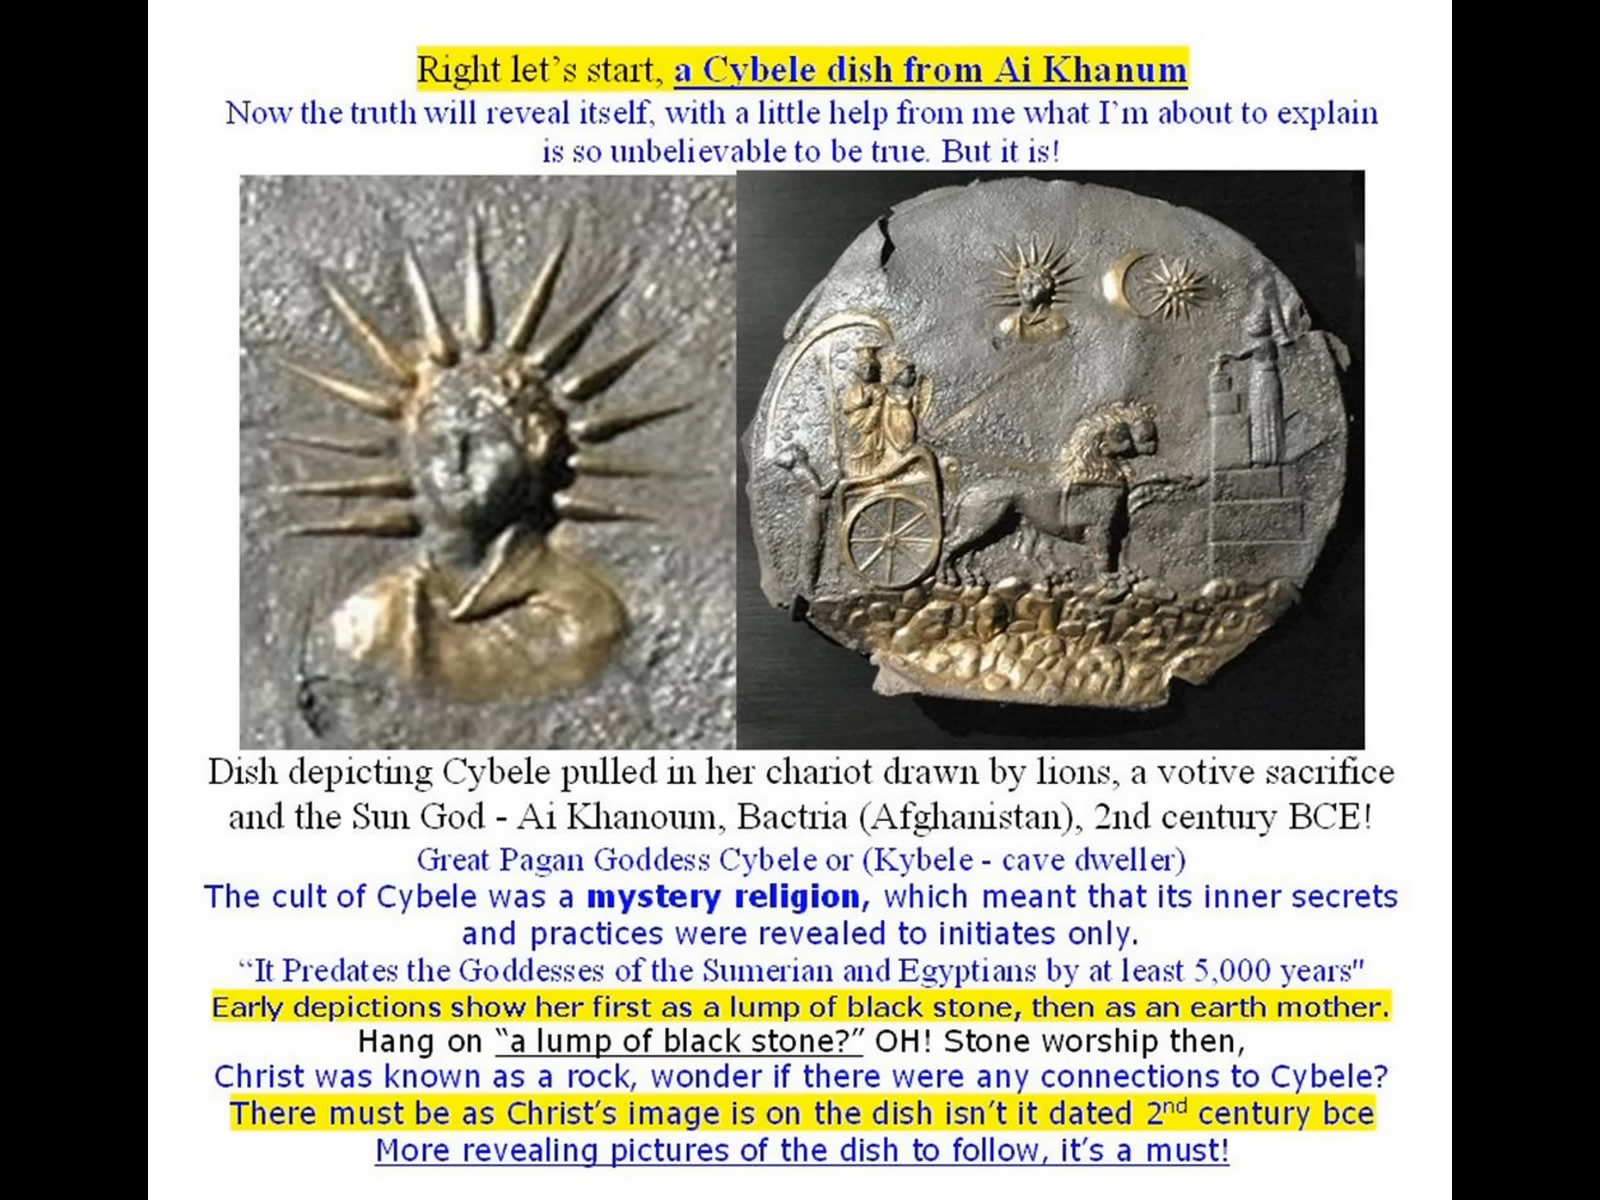 Right let’s start, a Cybele dish from Ai Khanum
Now the truth will reveal itself, with a little help from me what I’m about to explain
is so unbelievable to be true. But it is!
Dish depicting Cybele pulled in her chariot drawn by lions, a votive sacrifice
and the Sun God - Ai Khanoum, Bactria (Afghanistan), 2nd century BCE!
Great Pagan Goddess Cybele or (Kybele - cave dweller)
The cult of Cybele was a mystery religion, which meant that its inner secrets
and practices were revealed to initiates only.
“It Predates the Goddesses of the Sumerian and Egyptians by at least 5,000 years"
Early depictions show her first as a lump of black stone, then as an earth mother.
Hang on “a lump of black stone?” OH! Stone worship then,
Christ was known as a rock, wonder if there were any connections to Cybele?
There must be as Christ’s image is on the dish isn’t it dated 2nd century bce
More revealing pictures of the dish to follow, it’s a must!